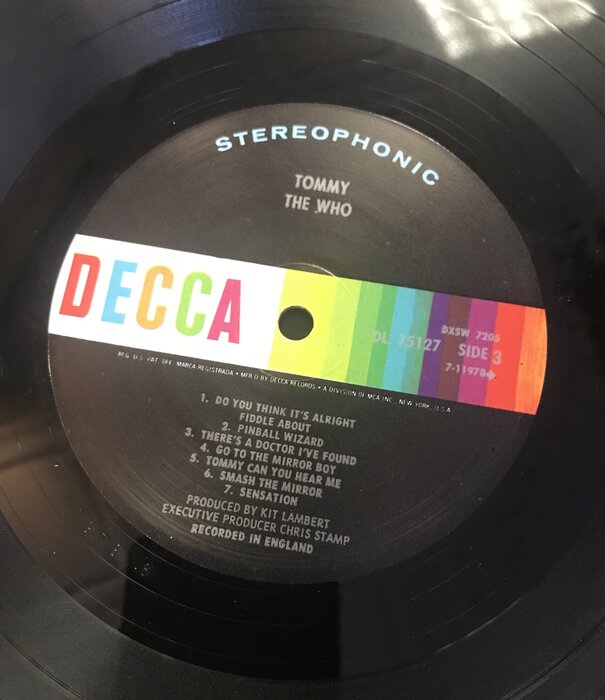 STEREOPHONIC
TOMMY
THE WHO
DECCA
DXSW 7205
DL 75127 SIDE 3
7-11978◆
REG. U.S. PAT. OFF. MARCA REGISTRADA • MFR'D BY DECCA RECORDS • A DIVISION OF MCA INC., NEW YORK, U.S.A.
1. DO YOU THINK IT'S ALRIGHT
FIDDLE ABOUT
2. PINBALL WIZARD
3. THERE'S A DOCTOR I'VE FOUND
4. GO TO THE MIRROR BOY
5. TOMMY CAN YOU HEAR ME
6. SMASH THE MIRROR
7. SENSATION
PRODUCED BY KIT LAMBERT
EXECUTIVE PRODUCER CHRIS STAMP
RECORDED IN ENGLAND